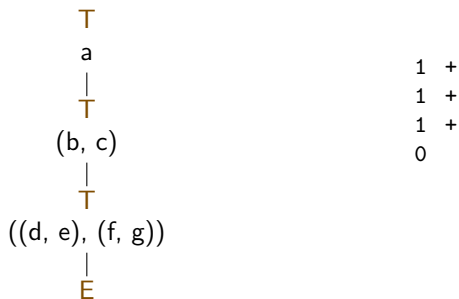 T
a
T
(b, c)
T
((d, e), (f, g))
E
1 +
1 +
1 +
0